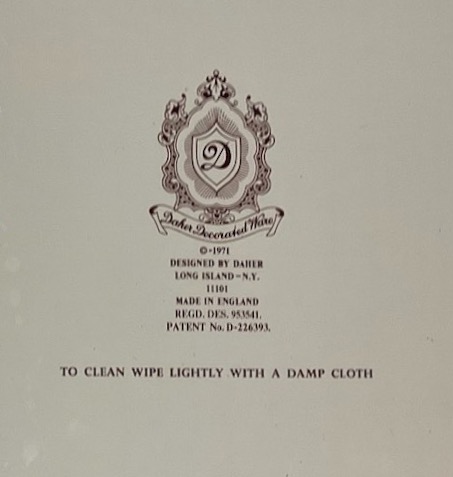 D
Daher Decorated Ware
©-1971
DESIGNED BY DAHER
LONG ISLAND-N.Y.
11101
MADE IN ENGLAND
REGD. DES. 953541.
PATENT No. D-226393.
TO CLEAN WIPE LIGHTLY WITH A DAMP CLOTH